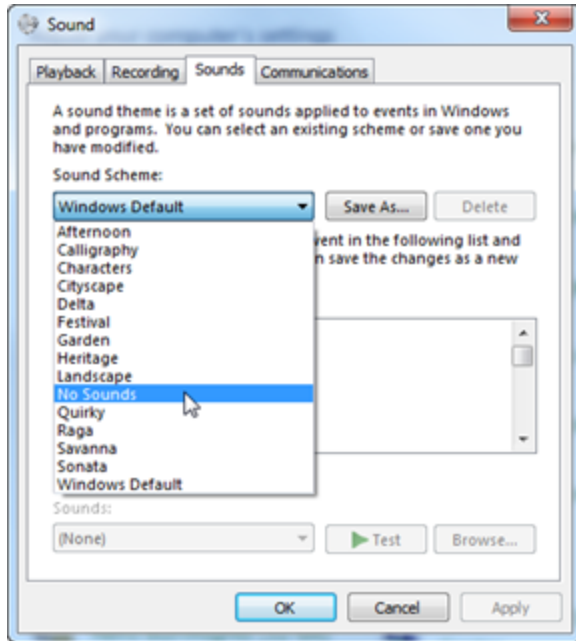 Sound
Playback
Recording
Sounds
Communications
A sound theme is a set of sounds applied to events in Windows
and programs. You can select an existing scheme or save one you
have modified.
Sound Scheme:
Windows Default
Save As...
Delete
Afternoon
Calligraphy
Characters
Cityscape
Delta
Festival
Garden
Heritage
Landscape
No Sounds
Quirky
Raga
Savanna
Sonata
Windows Default
in the following list and
save the changes as a new
Sounds:
(None)
Test
Browse...
OK
Cancel
Apply